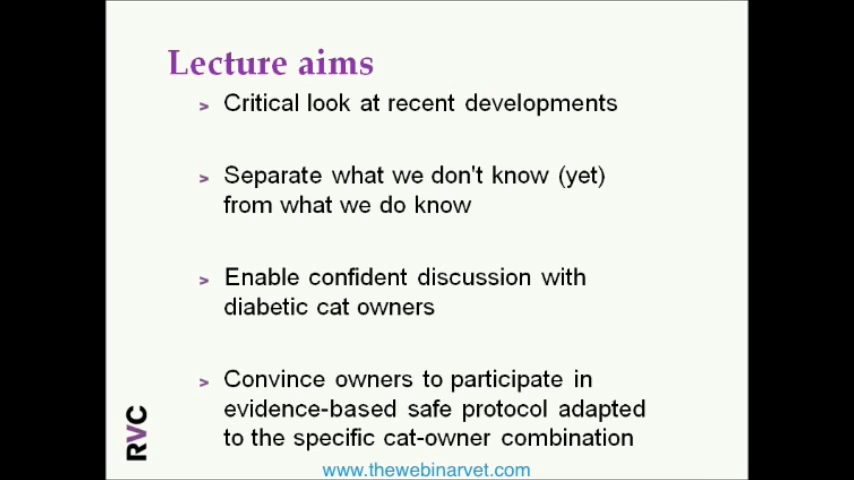 Lecture aims
> Critical look at recent developments
> Separate what we don't know (yet)
from what we do know
> Enable confident discussion with
diabetic cat owners
> Convince owners to participate in
evidence-based safe protocol adapted
to the specific cat-owner combination
RVC
www.thewebinarvet.com